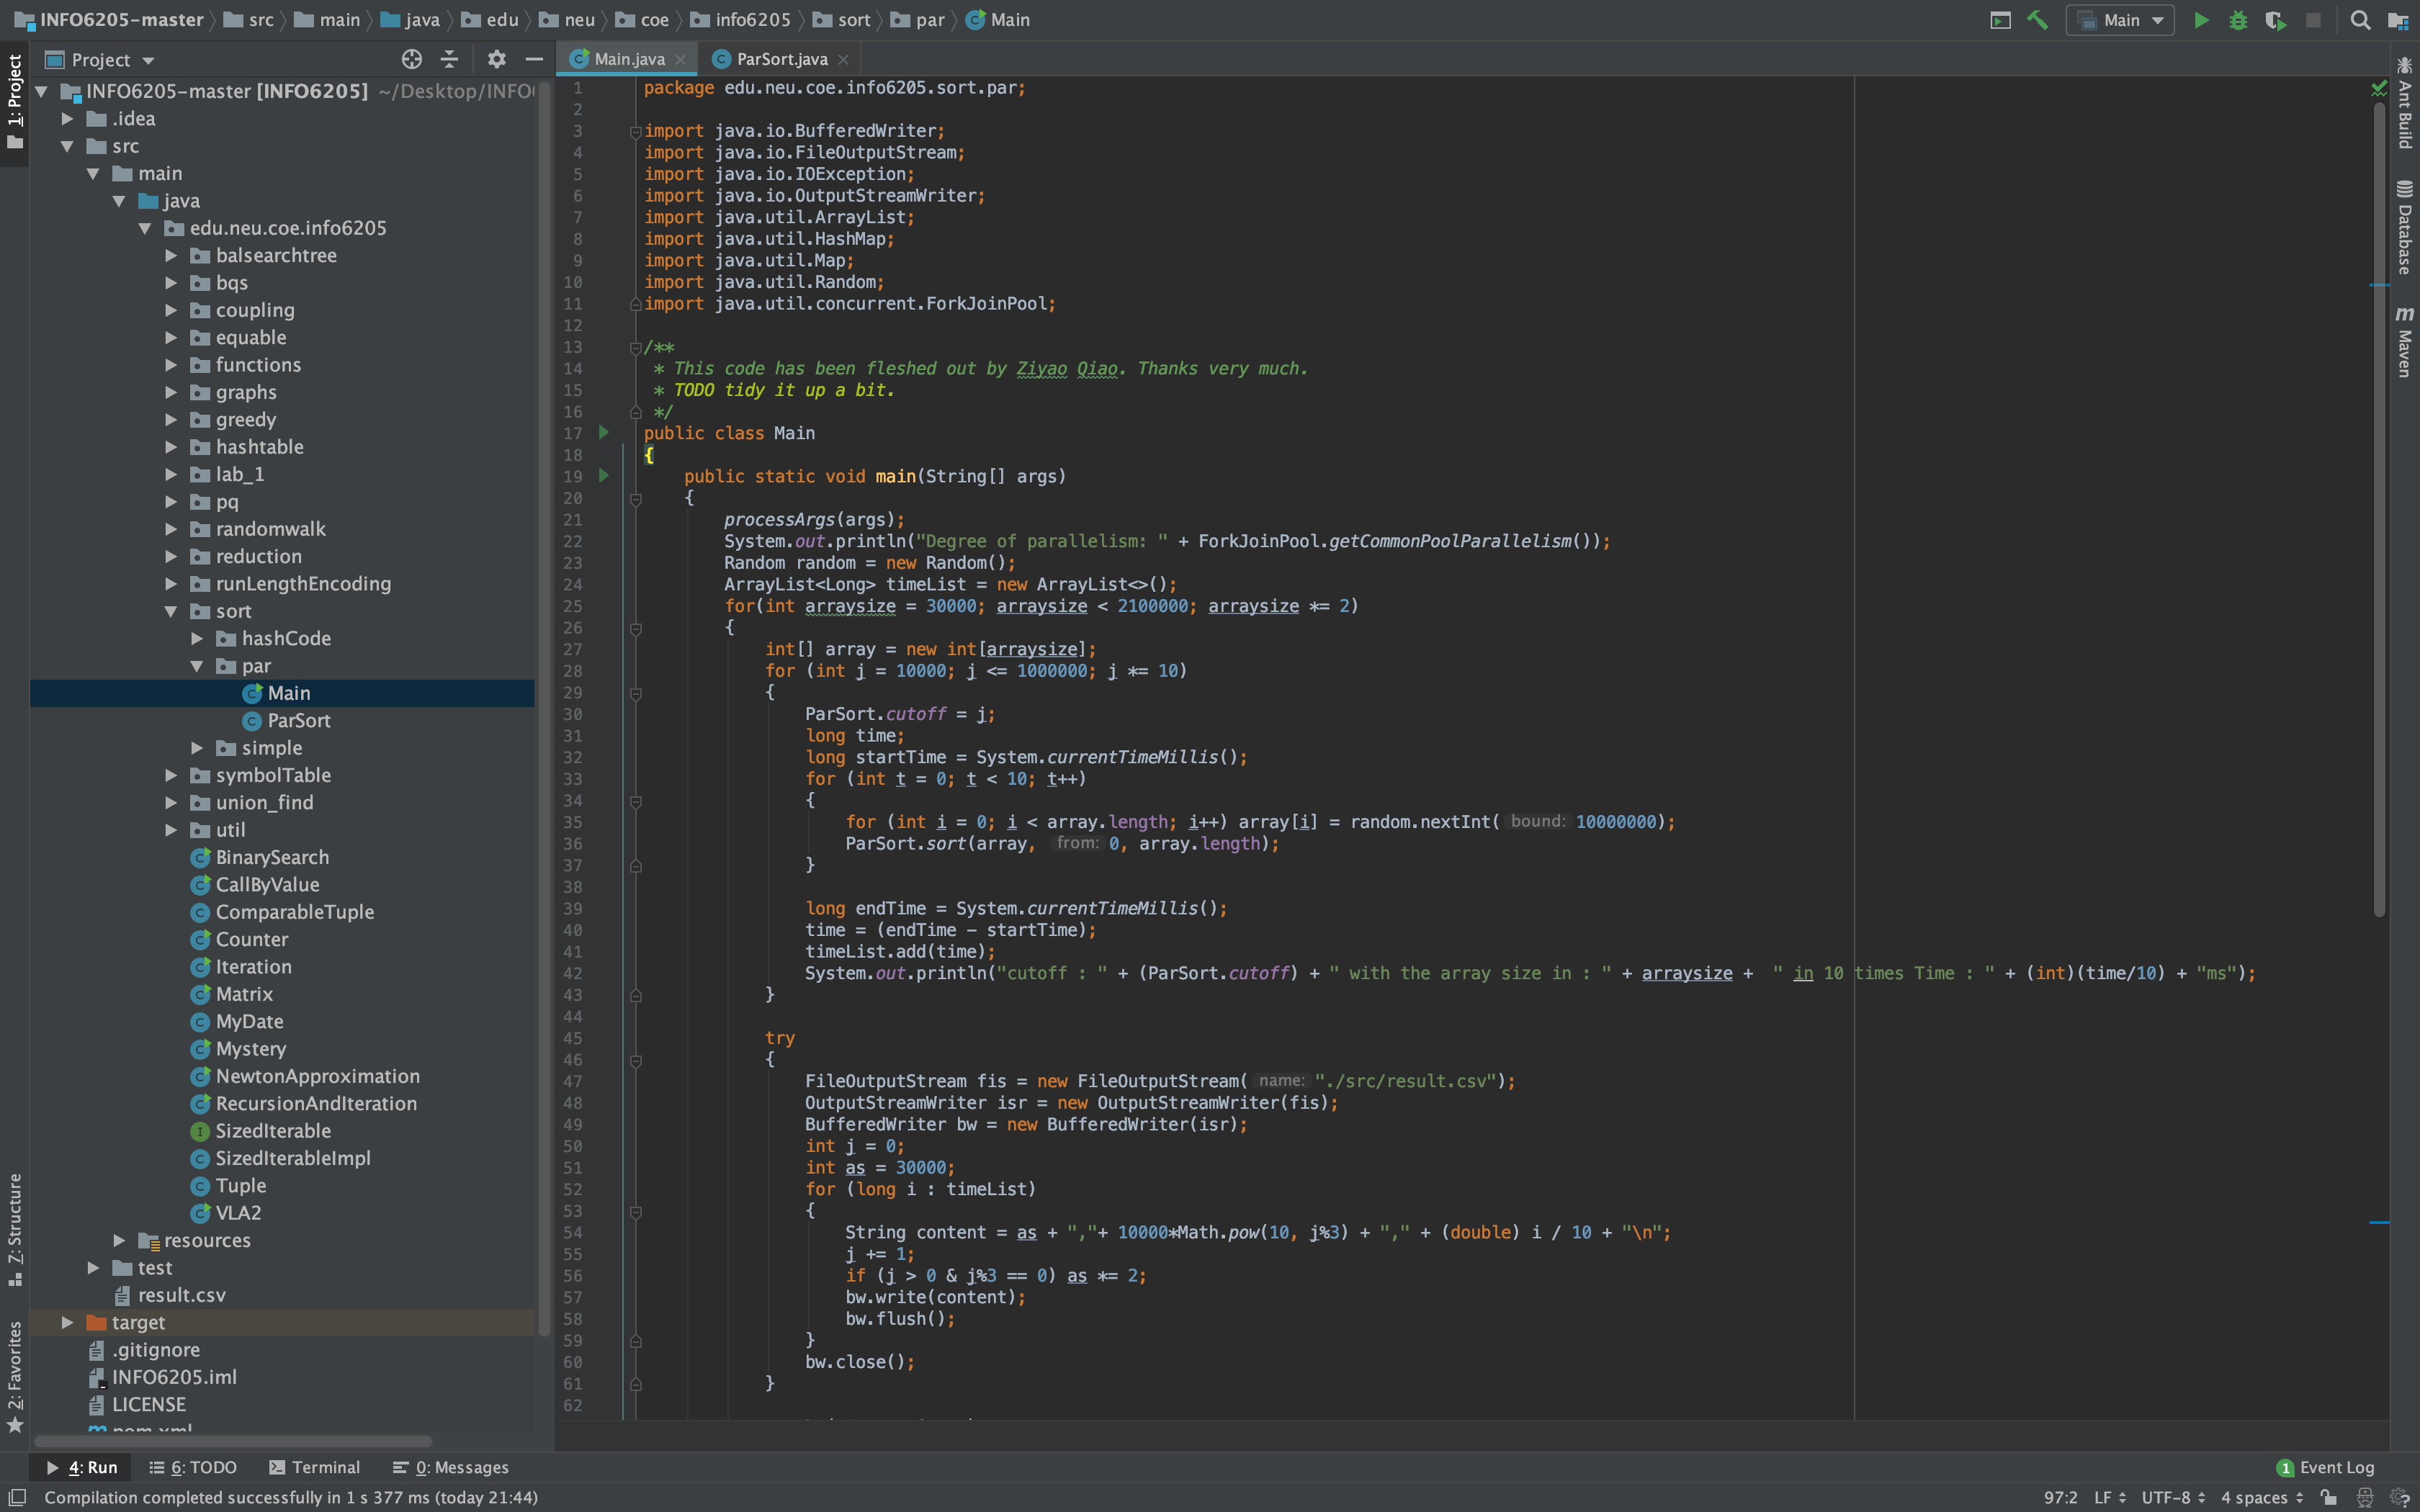 INFO6205-master src main java edu neu coe info6205 sort par Main
Main
1: Project
Project
Main.java
ParSort.java
INFO6205-master [INFO6205] ~/Desktop/INFO
.idea
src
main
java
edu.neu.coe.info6205
balsearchtree
bqs
coupling
equable
functions
graphs
greedy
hashtable
lab_1
pq
randomwalk
reduction
runLengthEncoding
sort
hashCode
par
Main
ParSort
simple
symbolTable
union_find
util
BinarySearch
CallByValue
ComparableTuple
Counter
Iteration
Matrix
MyDate
Mystery
NewtonApproximation
RecursionAndIteration
SizedIterable
SizedIterableImpl
Tuple
VLA2
resources
test
result.csv
target
.gitignore
INFO6205.iml
LICENSE
pom.xml
Z: Structure
2: Favorites
1 package edu.neu.coe.info6205.sort.par;
2
3 import java.io.BufferedWriter;
4 import java.io.FileOutputStream;
5 import java.io.IOException;
6 import java.io.OutputStreamWriter;
7 import java.util.ArrayList;
8 import java.util.HashMap;
9 import java.util.Map;
10 import java.util.Random;
11 import java.util.concurrent.ForkJoinPool;
12
13 /**
14 * This code has been fleshed out by Ziyao Qiao. Thanks very much.
15 * TODO tidy it up a bit.
16 */
17 public class Main
18 {
19 public static void main(String[] args)
20 {
21 processArgs(args);
22 System.out.println("Degree of parallelism: " + ForkJoinPool.getCommonPoolParallelism());
23 Random random = new Random();
24 ArrayList<Long> timeList = new ArrayList<>();
25 for(int arraysize = 30000; arraysize < 2100000; arraysize *= 2)
26 {
27 int[] array = new int[arraysize];
28 for (int j = 10000; j <= 1000000; j *= 10)
29 {
30 ParSort.cutoff = j;
31 long time;
32 long startTime = System.currentTimeMillis();
33 for (int t = 0; t < 10; t++)
34 {
35 for (int i = 0; i < array.length; i++) array[i] = random.nextInt( bound: 10000000);
36 ParSort.sort(array, from: 0, array.length);
37 }
38
39 long endTime = System.currentTimeMillis();
40 time = (endTime - startTime);
41 timeList.add(time);
42 System.out.println("cutoff : " + (ParSort.cutoff) + " with the array size in : " + arraysize + " in 10 times Time : " + (int)(time/10) + "ms");
43 }
44
45 try
46 {
47 FileOutputStream fis = new FileOutputStream( name: "./src/result.csv");
48 OutputStreamWriter isr = new OutputStreamWriter(fis);
49 BufferedWriter bw = new BufferedWriter(isr);
50 int j = 0;
51 int as = 30000;
52 for (long i : timeList)
53 {
54 String content = as + ","+ 10000*Math.pow(10, j%3) + "," + (double) i / 10 + "\n";
55 j += 1;
56 if (j > 0 & j%3 == 0) as *= 2;
57 bw.write(content);
58 bw.flush();
59 }
60 bw.close();
61 }
62
Ant Build
Database
Maven
4: Run 6: TODO Terminal 0: Messages
1 Event Log
Compilation completed successfully in 1 s 377 ms (today 21:44)
97:2 LF UTF-8 4 spaces